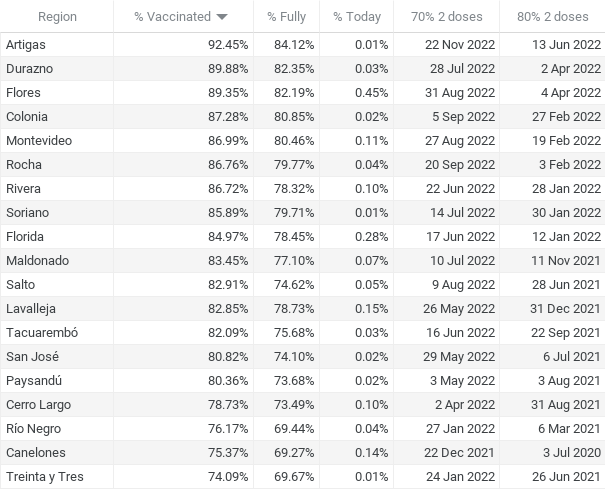 Region % Vaccinated % Fully % Today 70% 2 doses 80% 2 doses
Artigas 92.45% 84.12% 0.01% 22 Nov 2022 13 Jun 2022
Durazno 89.88% 82.35% 0.03% 28 Jul 2022 2 Apr 2022
Flores 89.35% 82.19% 0.45% 31 Aug 2022 4 Apr 2022
Colonia 87.28% 80.85% 0.02% 5 Sep 2022 27 Feb 2022
Montevideo 86.99% 80.46% 0.11% 27 Aug 2022 19 Feb 2022
Rocha 86.76% 79.77% 0.04% 20 Sep 2022 3 Feb 2022
Rivera 86.72% 78.32% 0.10% 22 Jun 2022 28 Jan 2022
Soriano 85.89% 79.71% 0.01% 14 Jul 2022 30 Jan 2022
Florida 84.97% 78.45% 0.28% 17 Jun 2022 12 Jan 2022
Maldonado 83.45% 77.10% 0.07% 10 Jul 2022 11 Nov 2021
Salto 82.91% 74.62% 0.05% 9 Aug 2022 28 Jun 2021
Lavalleja 82.85% 78.73% 0.15% 26 May 2022 31 Dec 2021
Tacuarembó 82.09% 75.68% 0.03% 16 Jun 2022 22 Sep 2021
San José 80.82% 74.10% 0.02% 29 May 2022 6 Jul 2021
Paysandú 80.36% 73.68% 0.02% 3 May 2022 3 Aug 2021
Cerro Largo 78.73% 73.49% 0.10% 2 Apr 2022 31 Aug 2021
Río Negro 76.17% 69.44% 0.04% 27 Jan 2022 6 Mar 2021
Canelones 75.37% 69.27% 0.14% 22 Dec 2021 3 Jul 2020
Treinta y Tres 74.09% 69.67% 0.01% 24 Jan 2022 26 Jun 2021